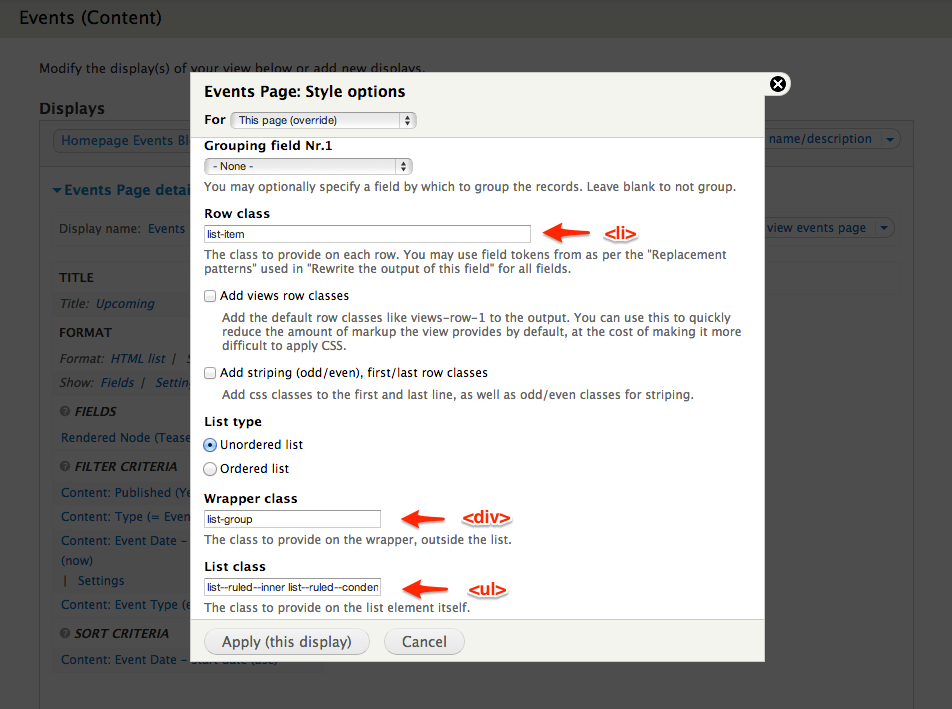 Events (Content)
Modify the display(s) of your view below or add new displays.
Events Page: Style options
Displays
For This page (override)
Homepage Events Bl
name/description
Grouping field Nr.1
- None -
Events Page detai
You may optionally specify a field by which to group the records. Leave blank to not group.
Row class
Display name: Events
list-item
<li>
view events page
The class to provide on each row. You may use field tokens from as per the "Replacement
patterns" used in "Rewrite the output of this field" for all fields.
TITLE
Title: Upcoming
Add views row classes
Add the default row classes like views-row-1 to the output. You can use this to quickly
reduce the amount of markup the view provides by default, at the cost of making it more
difficult to apply CSS.
FORMAT
Format: HTML list | S
Show: Fields | Settin
Add striping (odd/even), first/last row classes
Add css classes to the first and last line, as well as odd/even classes for striping.
FIELDS
List type
Rendered Node (Tease
Unordered list
FILTER CRITERIA
Ordered list
Content: Published (Ye
Wrapper class
Content: Type (= Even
list-group
<div>
Content: Event Date –
The class to provide on the wrapper, outside the list.
(now)
List class
| Settings
list--ruled--inner list--ruled--conden
<ul>
Content: Event Type (e
The class to provide on the list element itself.
SORT CRITERIA
Apply (this display)
Cancel
Content: Event Date – start date (asc)